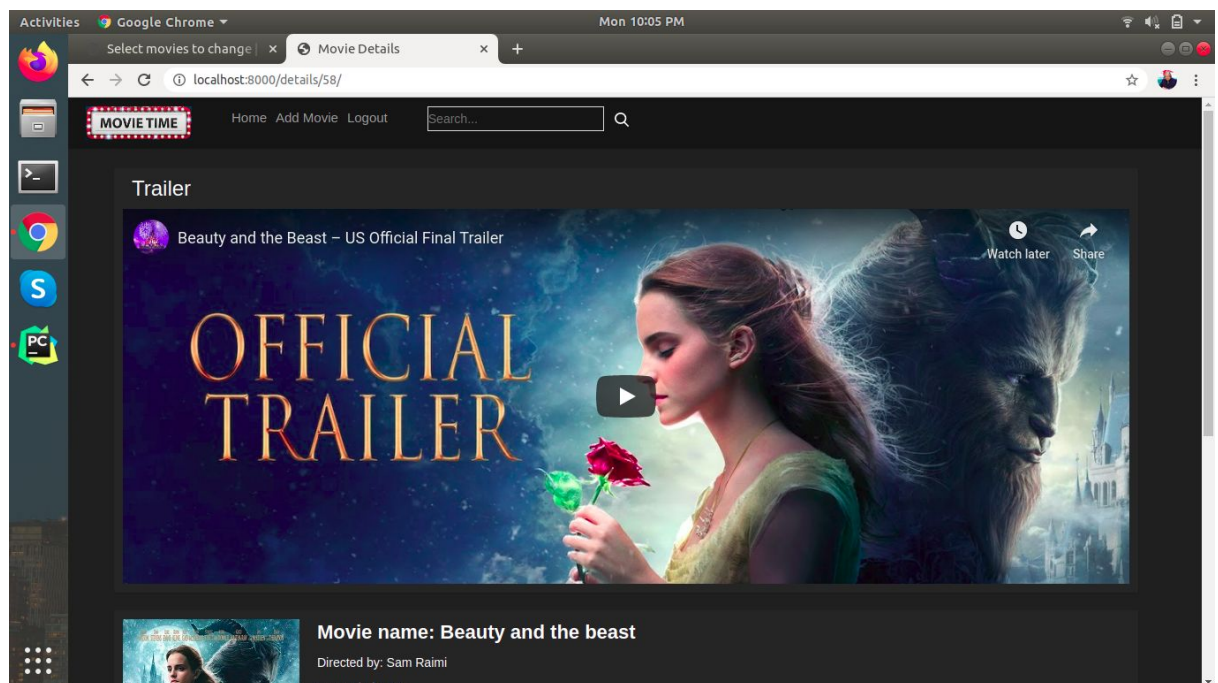 Activities Google Chrome Mon 10:05 PM
Select movies to change | Movie Details
localhost:8000/details/58/
MOVIE TIME Home Add Movie Logout Search...
Trailer
Beauty and the Beast – US Official Final Trailer
Watch later Share
OFFICIAL
TRAILER
S
PC
Movie name: Beauty and the beast
Directed by: Sam Raimi